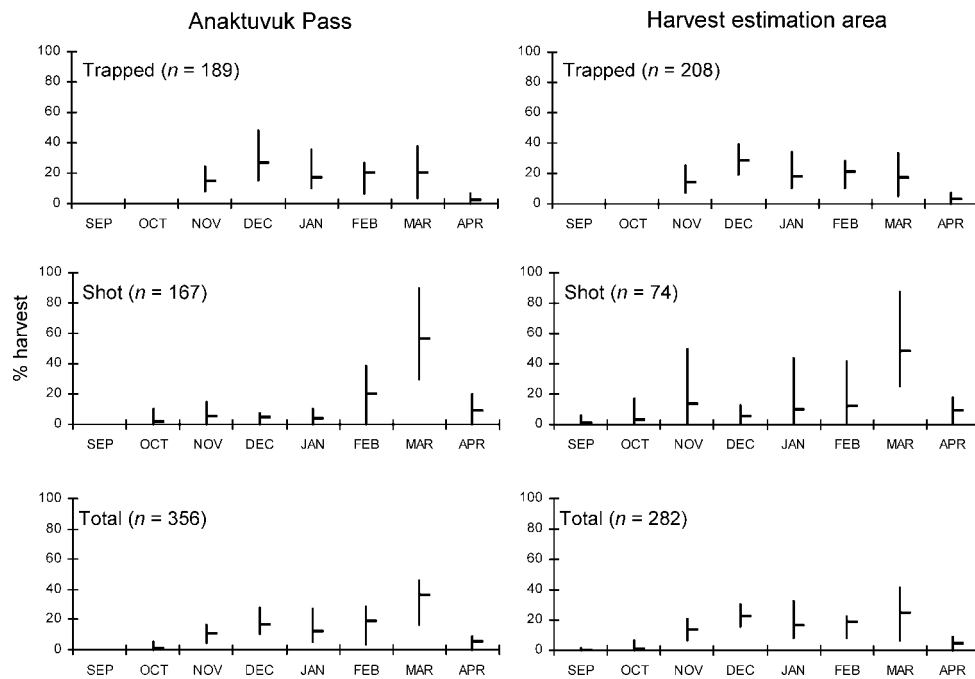 Anaktuvuk Pass
Harvest estimation area
% harvest
100
80
60
40
20
0
Trapped (n = 189)
SEP OCT NOV DEC JAN FEB MAR APR
100
80
60
40
20
0
Trapped (n = 208)
SEP OCT NOV DEC JAN FEB MAR APR
100
80
60
40
20
0
Shot (n = 167)
SEP OCT NOV DEC JAN FEB MAR APR
100
80
60
40
20
0
Shot (n = 74)
SEP OCT NOV DEC JAN FEB MAR APR
100
80
60
40
20
0
Total (n = 356)
SEP OCT NOV DEC JAN FEB MAR APR
100
80
60
40
20
0
Total (n = 282)
SEP OCT NOV DEC JAN FEB MAR APR